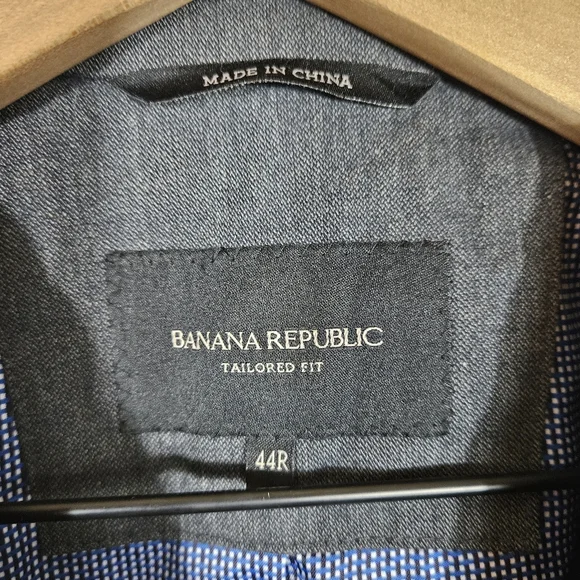 MADE IN CHINA
BANANA REPUBLIC
TAILORED FIT
44R